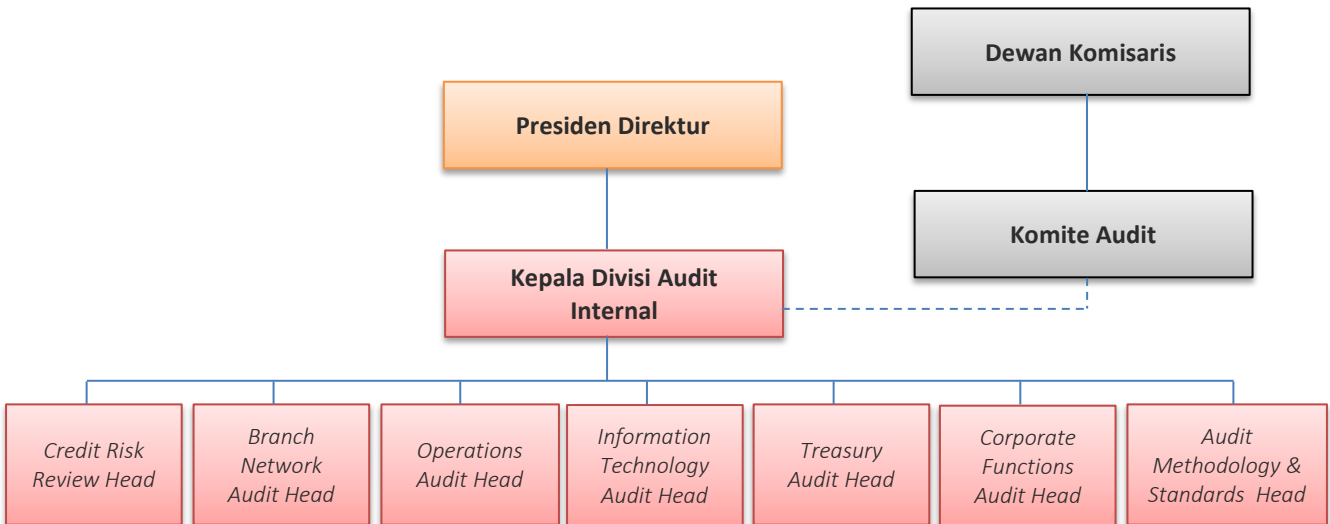 Dewan Komisaris
Presiden Direktur
Komite Audit
Kepala Divisi Audit
Internal
Credit Risk
Review Head
Branch
Network
Audit Head
Operations
Audit Head
Information
Technology
Audit Head
Treasury
Audit Head
Corporate
Functions
Audit Head
Audit
Methodology &
Standards Head